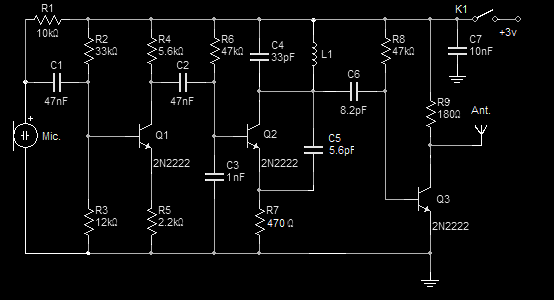 R1
10kΩ
K1
+3v
R2
33kΩ
R4
5.6kΩ
R6
47kΩ
C4
33pF
L1
R8
47kΩ
C7
10nF
C1
47nF
C2
47nF
C6
8.2pF
R9
180Ω
Ant.
+
Mic.
Q1
2N2222
Q2
2N2222
C5
5.6pF
C3
1nF
R3
12kΩ
R5
2.2kΩ
R7
470 Ω
Q3
2N2222